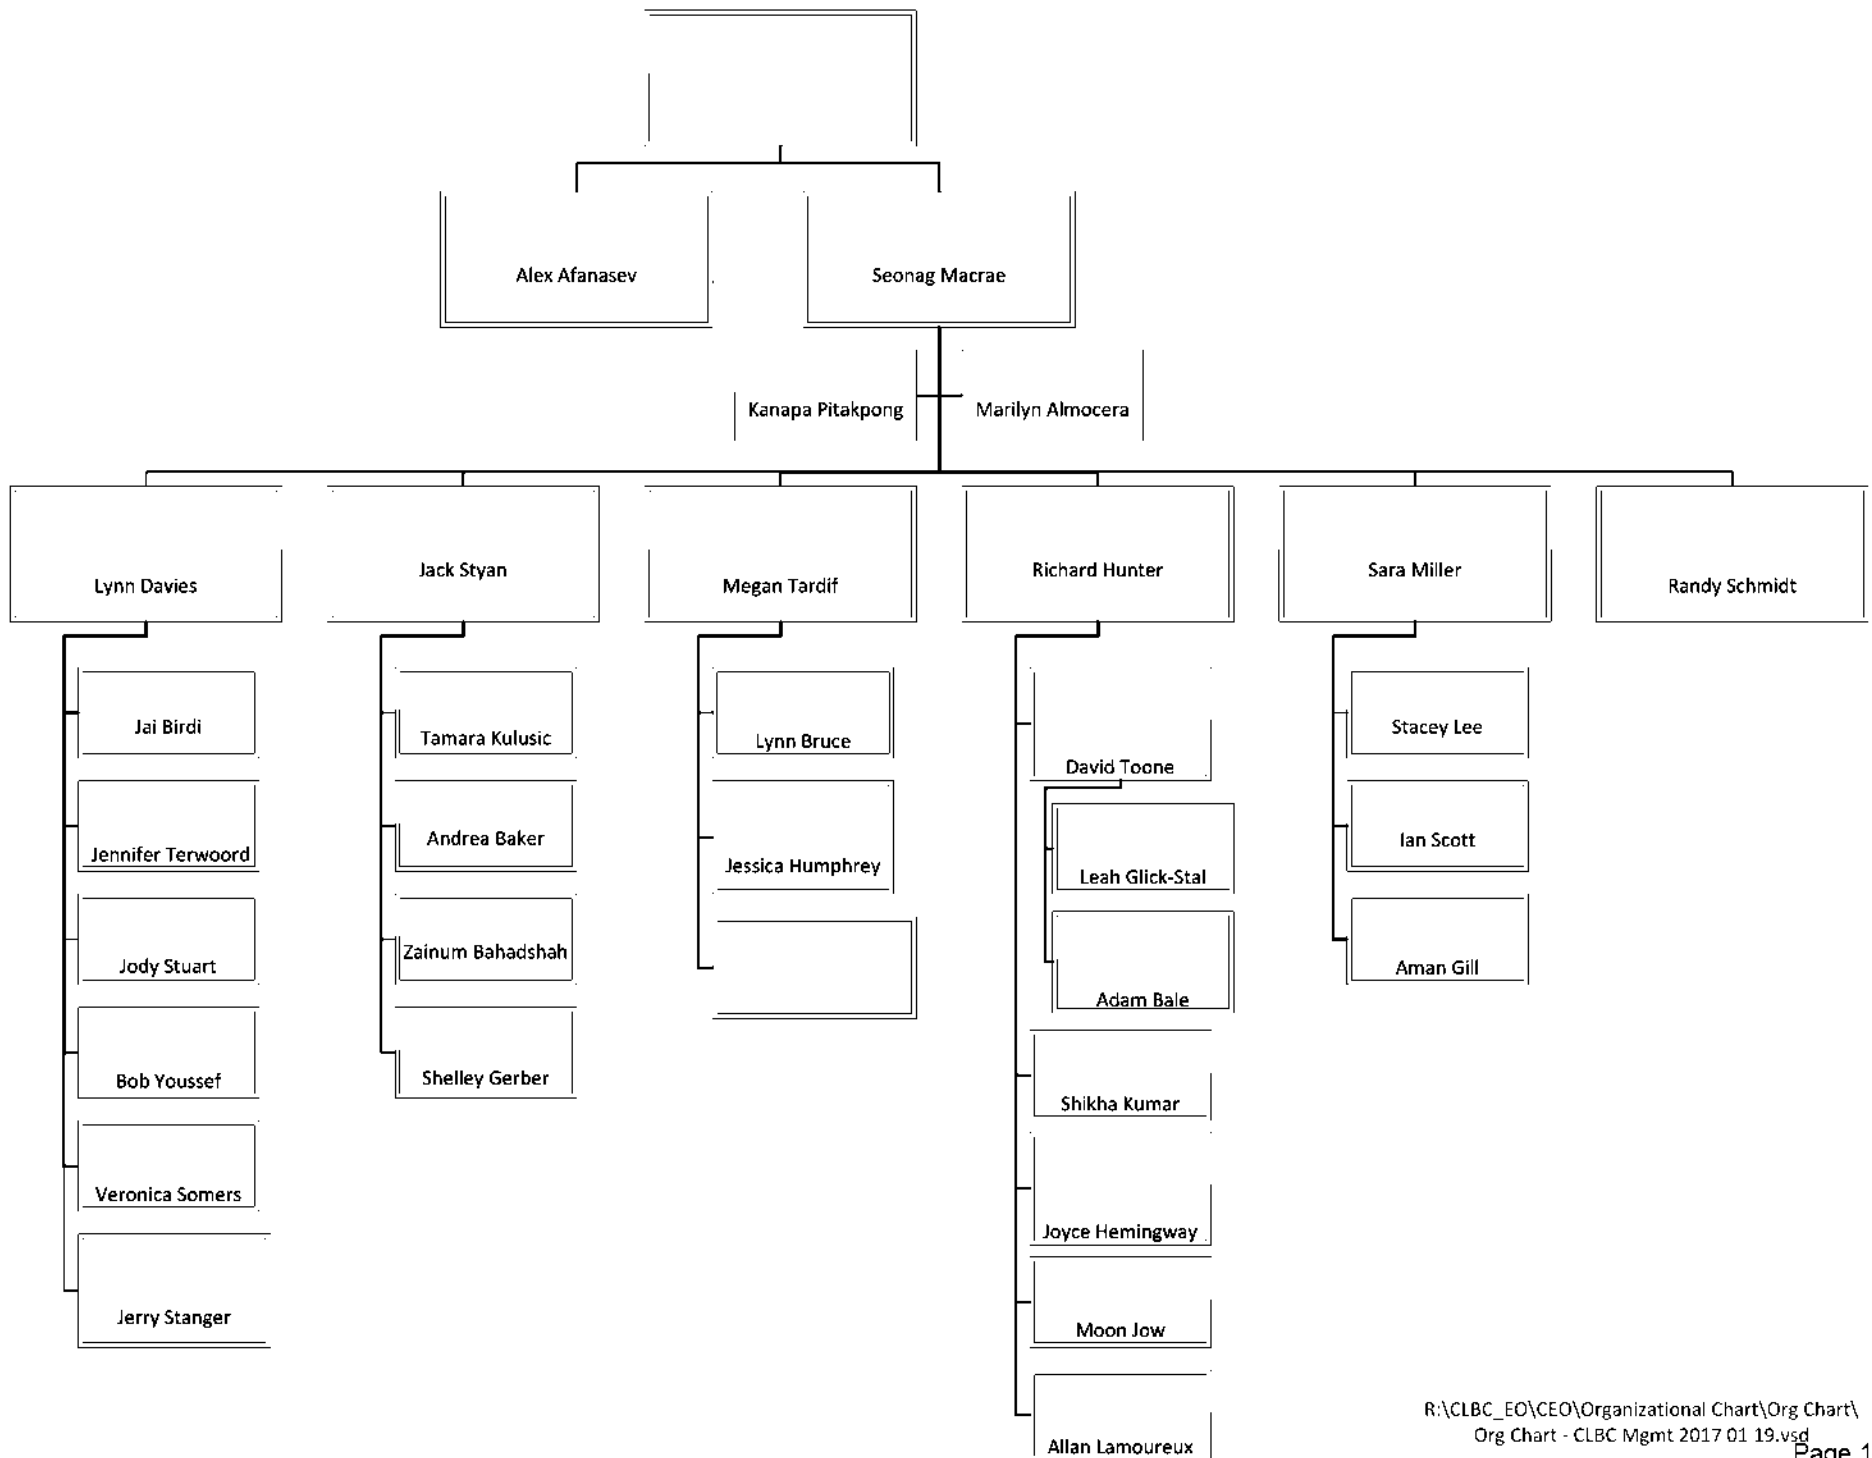 Alex Afanasev
Seonag Macrae
Kanapa Pitakpong
Marilyn Almocera
Lynn Davies
Jack Styan
Megan Tardif
Richard Hunter
Sara Miller
Randy Schmidt
Jai Birdi
Jennifer Terwoord
Jody Stuart
Bob Youssef
Veronica Somers
Jerry Stanger
Tamara Kulusic
Andrea Baker
Zainum Bahadshah
Shelley Gerber
Lynn Bruce
Jessica Humphrey
David Toone
Leah Glick-Stal
Adam Bale
Shikha Kumar
Joyce Hemingway
Moon Jow
Allan Lamoureux
Stacey Lee
Ian Scott
Aman Gill
R:\CLBC_EO\CEO\Organizational Chart\Org Chart\
Org Chart - CLBC Mgmt 2017 01 19.vsd
Page 1